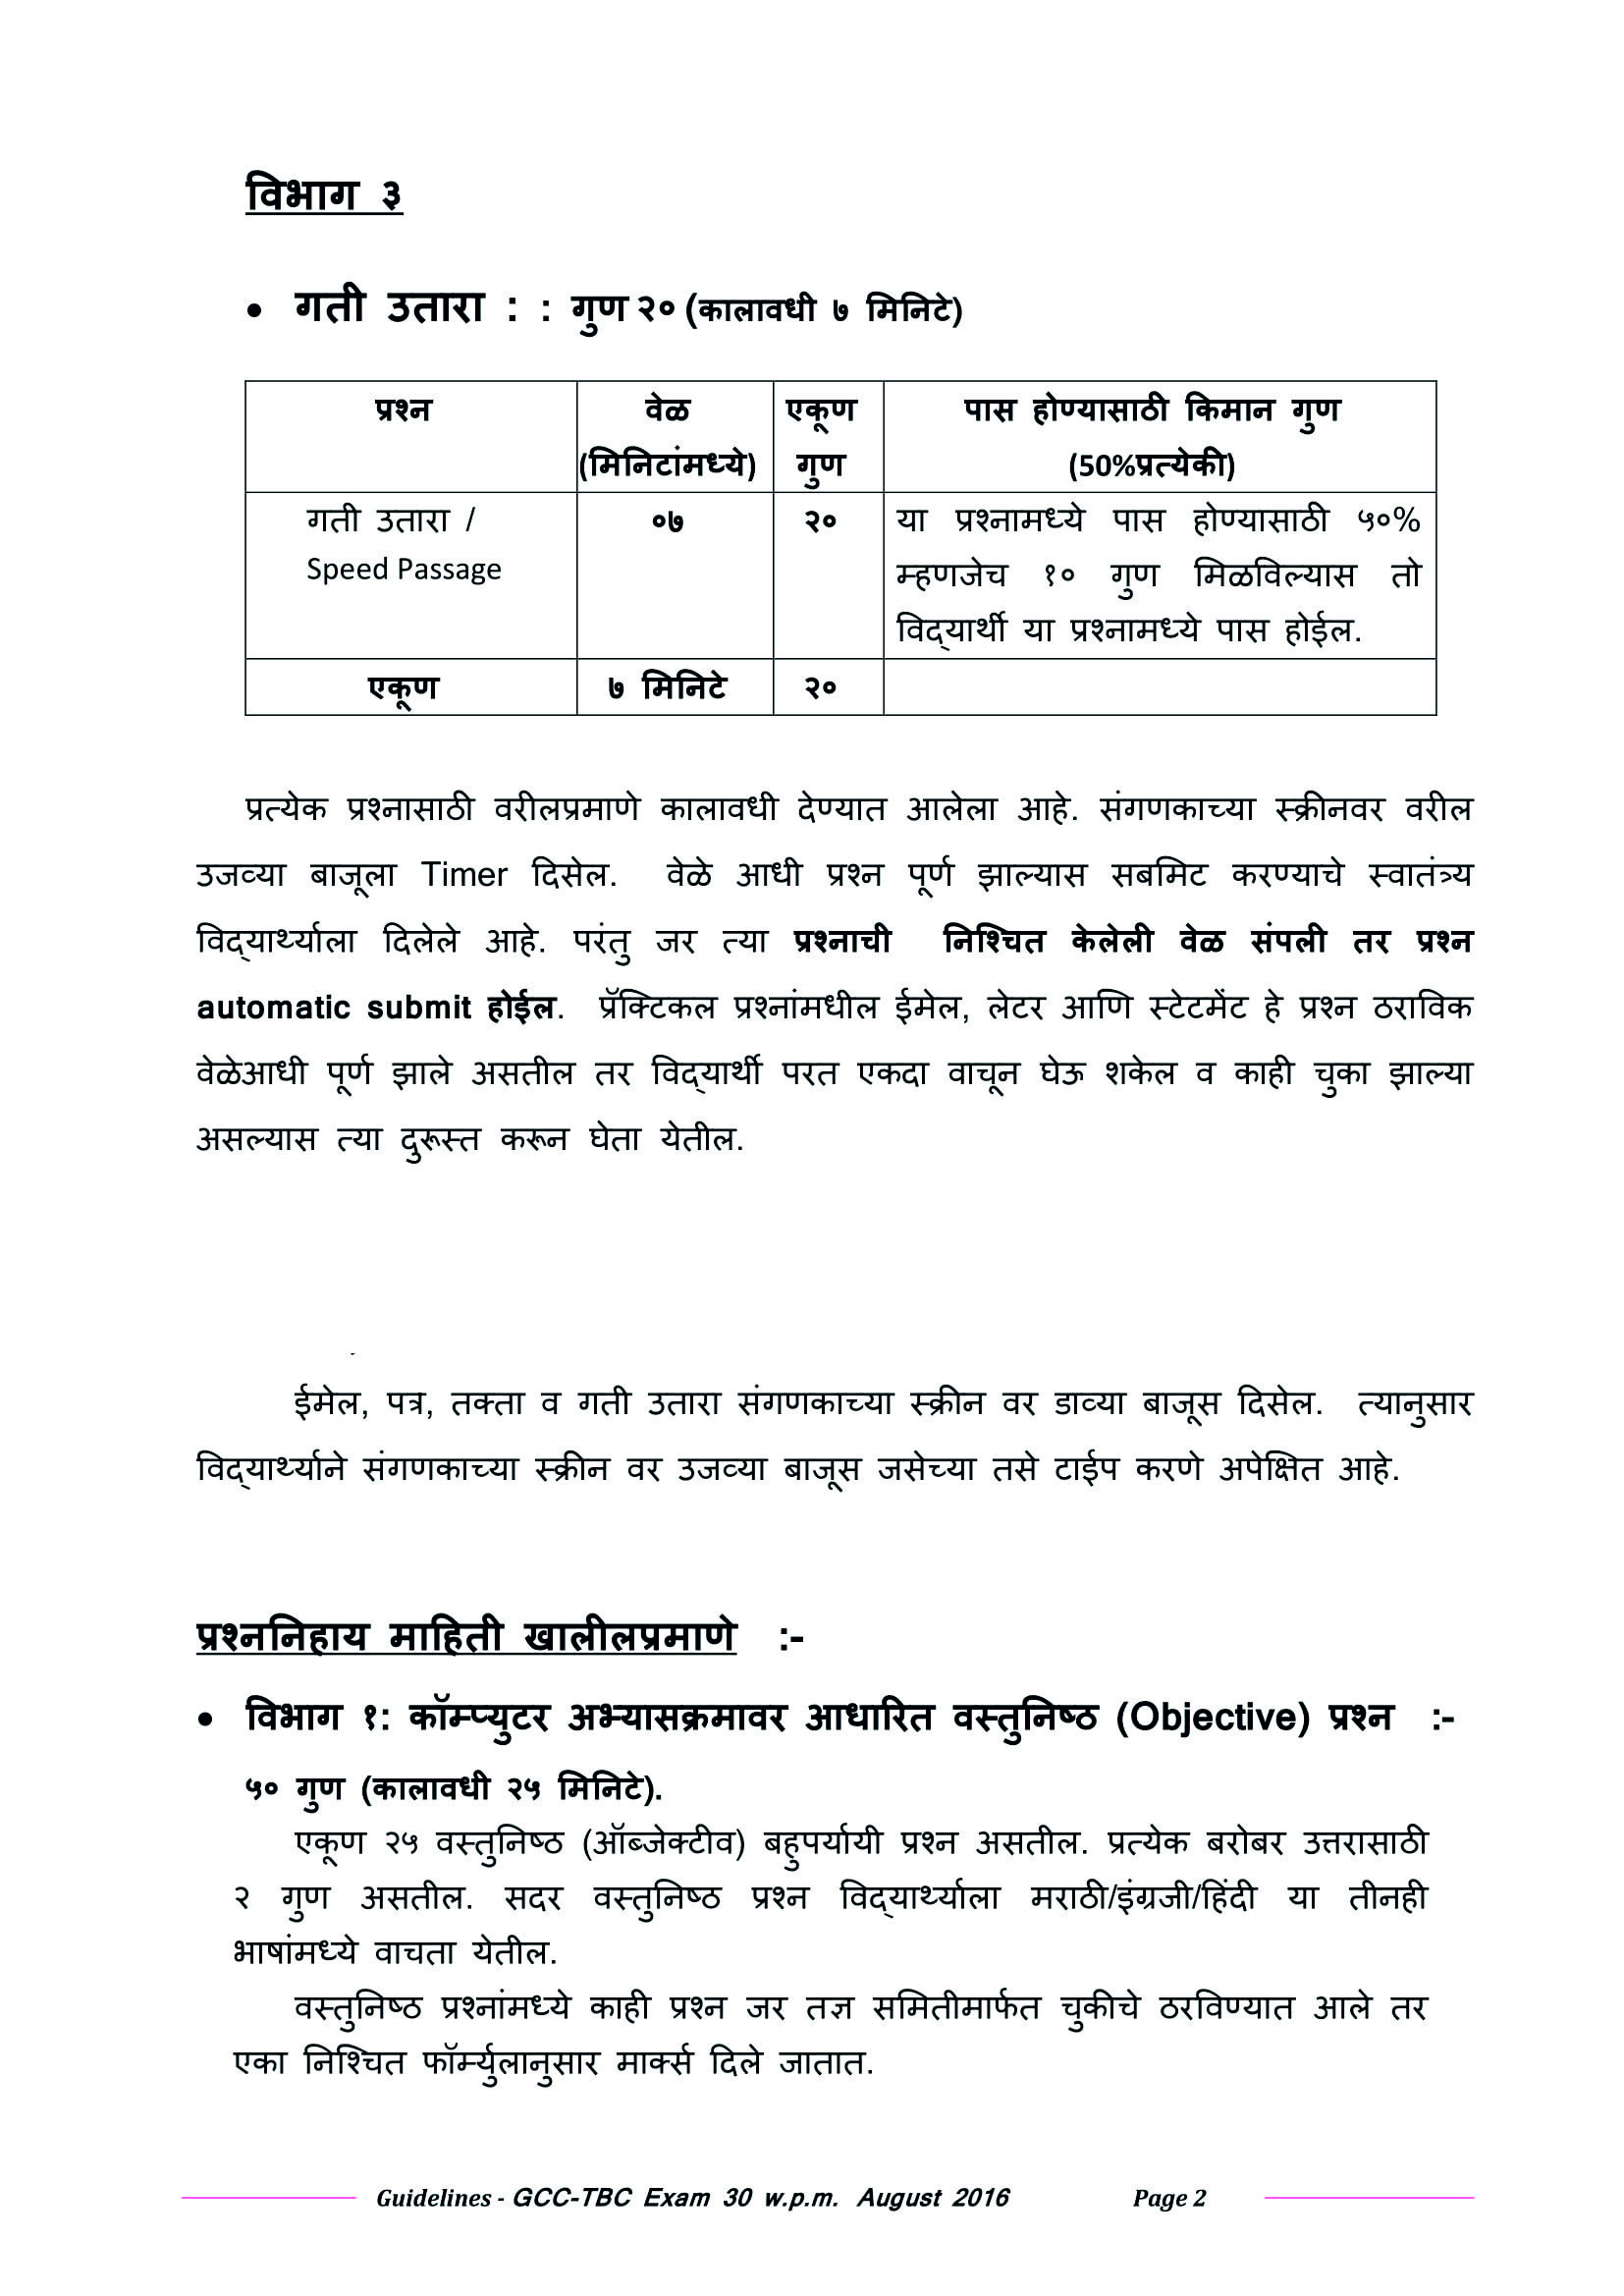 विभाग ३
• गती उतारा : : गुण २० (कालावधी ७ मिनिटे)
प्रश्न वेळ एकूण पास होण्यासाठी किमान गुण
(मिनिटांमध्ये) गुण (50%प्रत्येकी)
गती उतारा / ०७ २० या प्रश्नामध्ये पास होण्यासाठी ५०%
Speed Passage म्हणजेच १० गुण मिळविल्यास तो
विद्यार्थी या प्रश्नामध्ये पास होईल.
एकूण ७ मिनिटे २०
प्रत्येक प्रश्नासाठी वरीलप्रमाणे कालावधी देण्यात आलेला आहे. संगणकाच्या स्क्रीनवर वरील
उजव्या बाजूला Timer दिसेल. वेळे आधी प्रश्न पूर्ण झाल्यास सबमिट करण्याचे स्वातंत्र्य
विद्यार्थ्याला दिलेले आहे. परंतु जर त्या प्रश्नाची निश्चित केलेली वेळ संपली तर प्रश्न
automatic submit होईल. प्रॅक्टिकल प्रश्नांमधील ईमेल, लेटर आणि स्टेटमेंट हे प्रश्न ठराविक
वेळेआधी पूर्ण झाले असतील तर विद्यार्थी परत एकदा वाचून घेऊ शकेल व काही चुका झाल्या
असल्यास त्या दुरूस्त करून घेता येतील.
ईमेल, पत्र, तक्ता व गती उतारा संगणकाच्या स्क्रीन वर डाव्या बाजूस दिसेल. त्यानुसार
विद्यार्थ्याने संगणकाच्या स्क्रीन वर उजव्या बाजूस जसेच्या तसे टाईप करणे अपेक्षित आहे.
प्रश्ननिहाय माहिती खालीलप्रमाणे :-
• विभाग १: कॉम्प्युटर अभ्यासक्रमावर आधारित वस्तुनिष्ठ (Objective) प्रश्न :-
५० गुण (कालावधी २५ मिनिटे).
एकूण २५ वस्तुनिष्ठ (ऑब्जेक्टीव) बहुपर्यायी प्रश्न असतील. प्रत्येक बरोबर उत्तरासाठी
२ गुण असतील. सदर वस्तुनिष्ठ प्रश्न विद्यार्थ्याला मराठी/इंग्रजी/हिंदी या तीनही
भाषांमध्ये वाचता येतील.
वस्तुनिष्ठ प्रश्नांमध्ये काही प्रश्न जर तज्ञ समितीमार्फत चुकीचे ठरविण्यात आले तर
एका निश्चित फॉर्म्युलानुसार मार्क्स दिले जातात.
Guidelines - GCC-TBC Exam 30 w.p.m. August 2016 Page 2